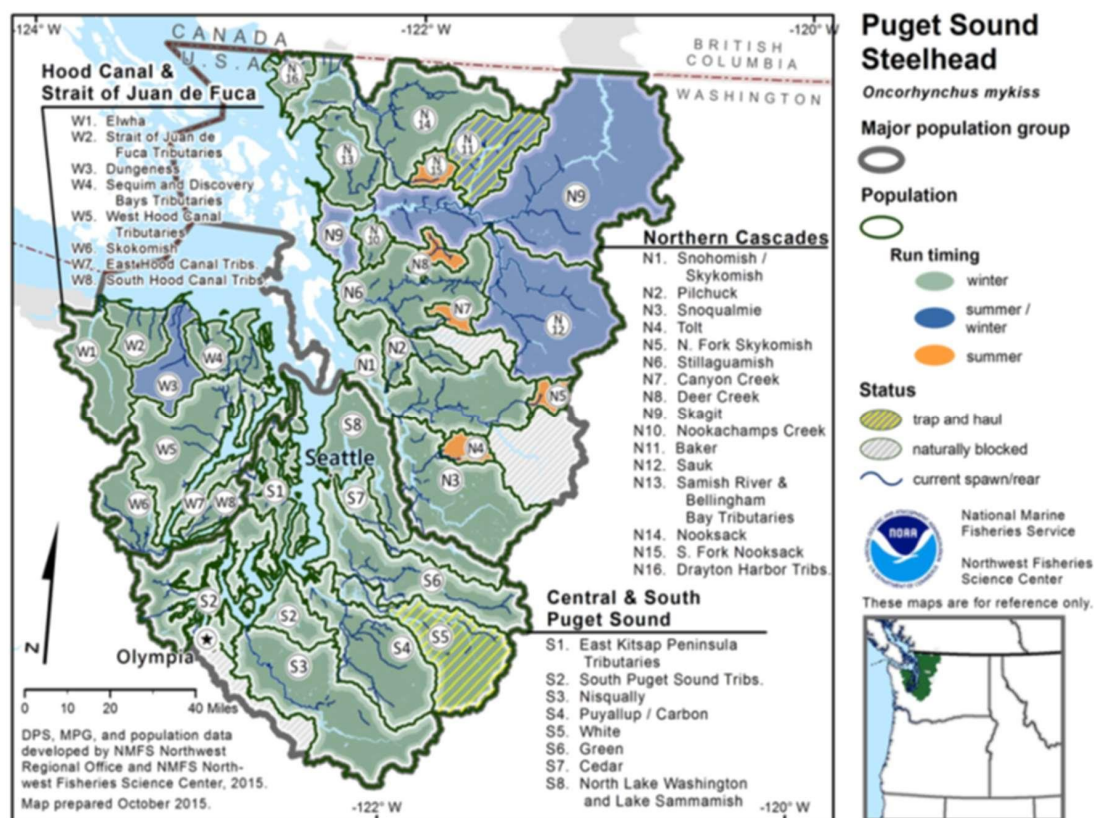 -124° W
-122° W
-120° W
CANADA
U.S.A.
BRITISH
COLUMBIA
WASHINGTON
Hood Canal &
Strait of Juan de Fuca
W1. Elwha
W2. Strait of Juan de
Fuca Tributaries
W3. Dungeness
W4. Sequim and Discovery
Bays Tributaries
W5. West Hood Canal
Tributaries
W6. Skokomish
W7. East Hood Canal Tribs.
W8. South Hood Canal Tribs.
N
16
N
14
N
13
N
11
N
15
N9
N9
N
10
N8
N6
N7
N
12
N1
N2
N5
N4
N3
W1
W2
W3
W4
W5
W6
W7
W8
S8
Seattle
S1
S7
S6
S2
S2
S5
S4
S3
Olympia
Northern Cascades
N1. Snohomish /
Skykomish
N2. Pilchuck
N3. Snoqualmie
N4. Tolt
N5. N. Fork Skykomish
N6. Stillaguamish
N7. Canyon Creek
N8. Deer Creek
N9. Skagit
N10. Nookachamps Creek
N11. Baker
N12. Sauk
N13. Samish River &
Bellingham
Bay Tributaries
N14. Nooksack
N15. S. Fork Nooksack
N16. Drayton Harbor Tribs.
Central & South
Puget Sound
S1. East Kitsap Peninsula
Tributaries
S2. South Puget Sound Tribs.
S3. Nisqually
S4. Puyallup / Carbon
S5. White
S6. Green
S7. Cedar
S8. North Lake Washington
and Lake Sammamish
N
0 10 20 40 Miles
DPS, MPG, and population data
developed by NMFS Northwest
Regional Office and NMFS North-
west Fisheries Science Center, 2015.
Map prepared October 2015.
-122° W
-120° W
Puget Sound
Steelhead
Oncorhynchus mykiss
Major population group
Population
Run timing
winter
summer /
winter
summer
Status
trap and haul
naturally blocked
current spawn/rear
NOAA
National Marine
Fisheries Service
Northwest Fisheries
Science Center
These maps are for reference only.